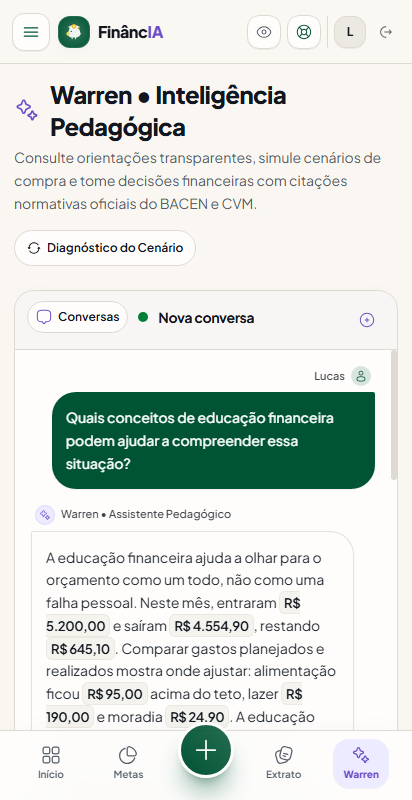 FinâncIA
L
Warren • Inteligência
Pedagógica
Consulte orientações transparentes, simule cenários de
compra e tome decisões financeiras com citações
normativas oficiais do BACEN e CVM.
Diagnóstico do Cenário
Conversas
Nova conversa
Lucas
Quais conceitos de educação financeira
podem ajudar a compreender essa
situação?
Warren • Assistente Pedagógico
A educação financeira ajuda a olhar para o
orçamento como um todo, não como uma
falha pessoal. Neste mês, entraram R$
5.200,00 e saíram R$ 4.554,90, restando
R$ 645,10. Comparar gastos planejados e
realizados mostra onde ajustar: alimentação
ficou R$ 95,00 acima do teto, lazer R$
190,00 e moradia R$ 24,90. A educação
Início
Metas
Extrato
Warren